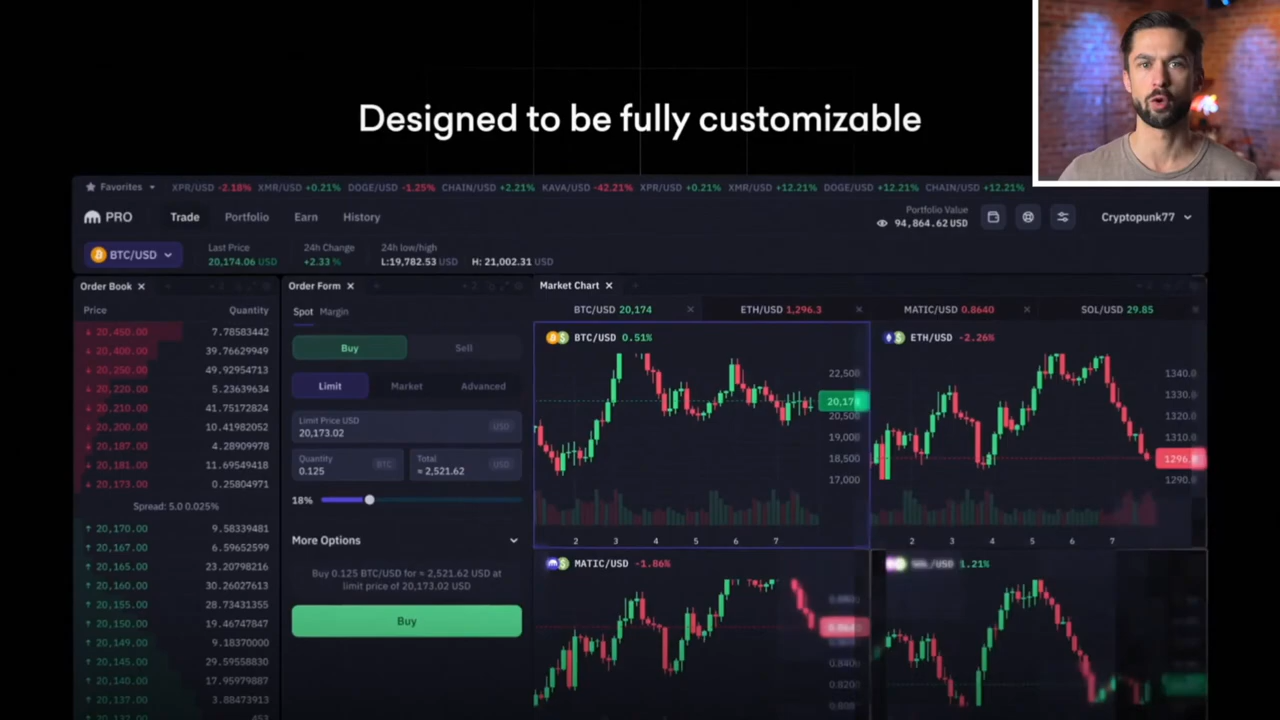 Designed to be fully customizable
Favorites XPR/USD -2.18% XMR/USD +0.21% DOGE/USD -1.25% CHAIN/USD +2.21% KAVA/USD -42.21% XPR/USD +0.21% XMR/USD +12.21% DOGE/USD +12.21% CHAIN/USD +12.21%
PRO Trade Portfolio Earn History
Portfolio Value
94,864.62 USD
Cryptopunk77
BTC/USD
Last Price
20,174.06 USD
24h Change
+2.33 %
24h low/high
L:19,782.53 USD H: 21,002.31 USD
Order Book
Price Quantity
20,450.00 7.78583442
20,400.00 39.76629949
20,250.00 49.92954713
20,220.00 5.23639634
20,210.00 41.75172824
20,200.00 10.41982052
20,187.00 4.28909978
20,181.00 11.69549418
20,173.00 0.25804971
Spread: 5.0 0.025%
20,170.00 9.58339481
20,167.00 6.59652599
20,165.00 23.20798216
20,160.00 30.26027613
20,155.00 28.73431355
20,150.00 19.46747847
20,149.00 9.18370000
20,145.00 29.59558830
20,140.00 17.95979887
20,137.00 3.88473913
Order Form
Spot Margin
Buy Sell
Limit Market Advanced
Limit Price USD
20,173.02 USD
Quantity
0.125 BTC
Total
≈ 2,521.62 USD
18%
More Options
Buy 0.125 BTC/USD for ≈ 2,521.62 USD at
limit price of 20,173.02 USD
Buy
Market Chart
BTC/USD 20,174 ETH/USD 1,296.3 MATIC/USD 0.8640 SOL/USD 29.85
BTC/USD 0.51%
22,500
20,174
20,500
19,000
18,500
17,000
2 3 4 5 6 7
ETH/USD -2.26%
1340.0
1330.0
1320.0
1310.0
1296.
1290.0
2 3 4 5 6 7
MATIC/USD -1.86%
0.840
0.820
1.21%